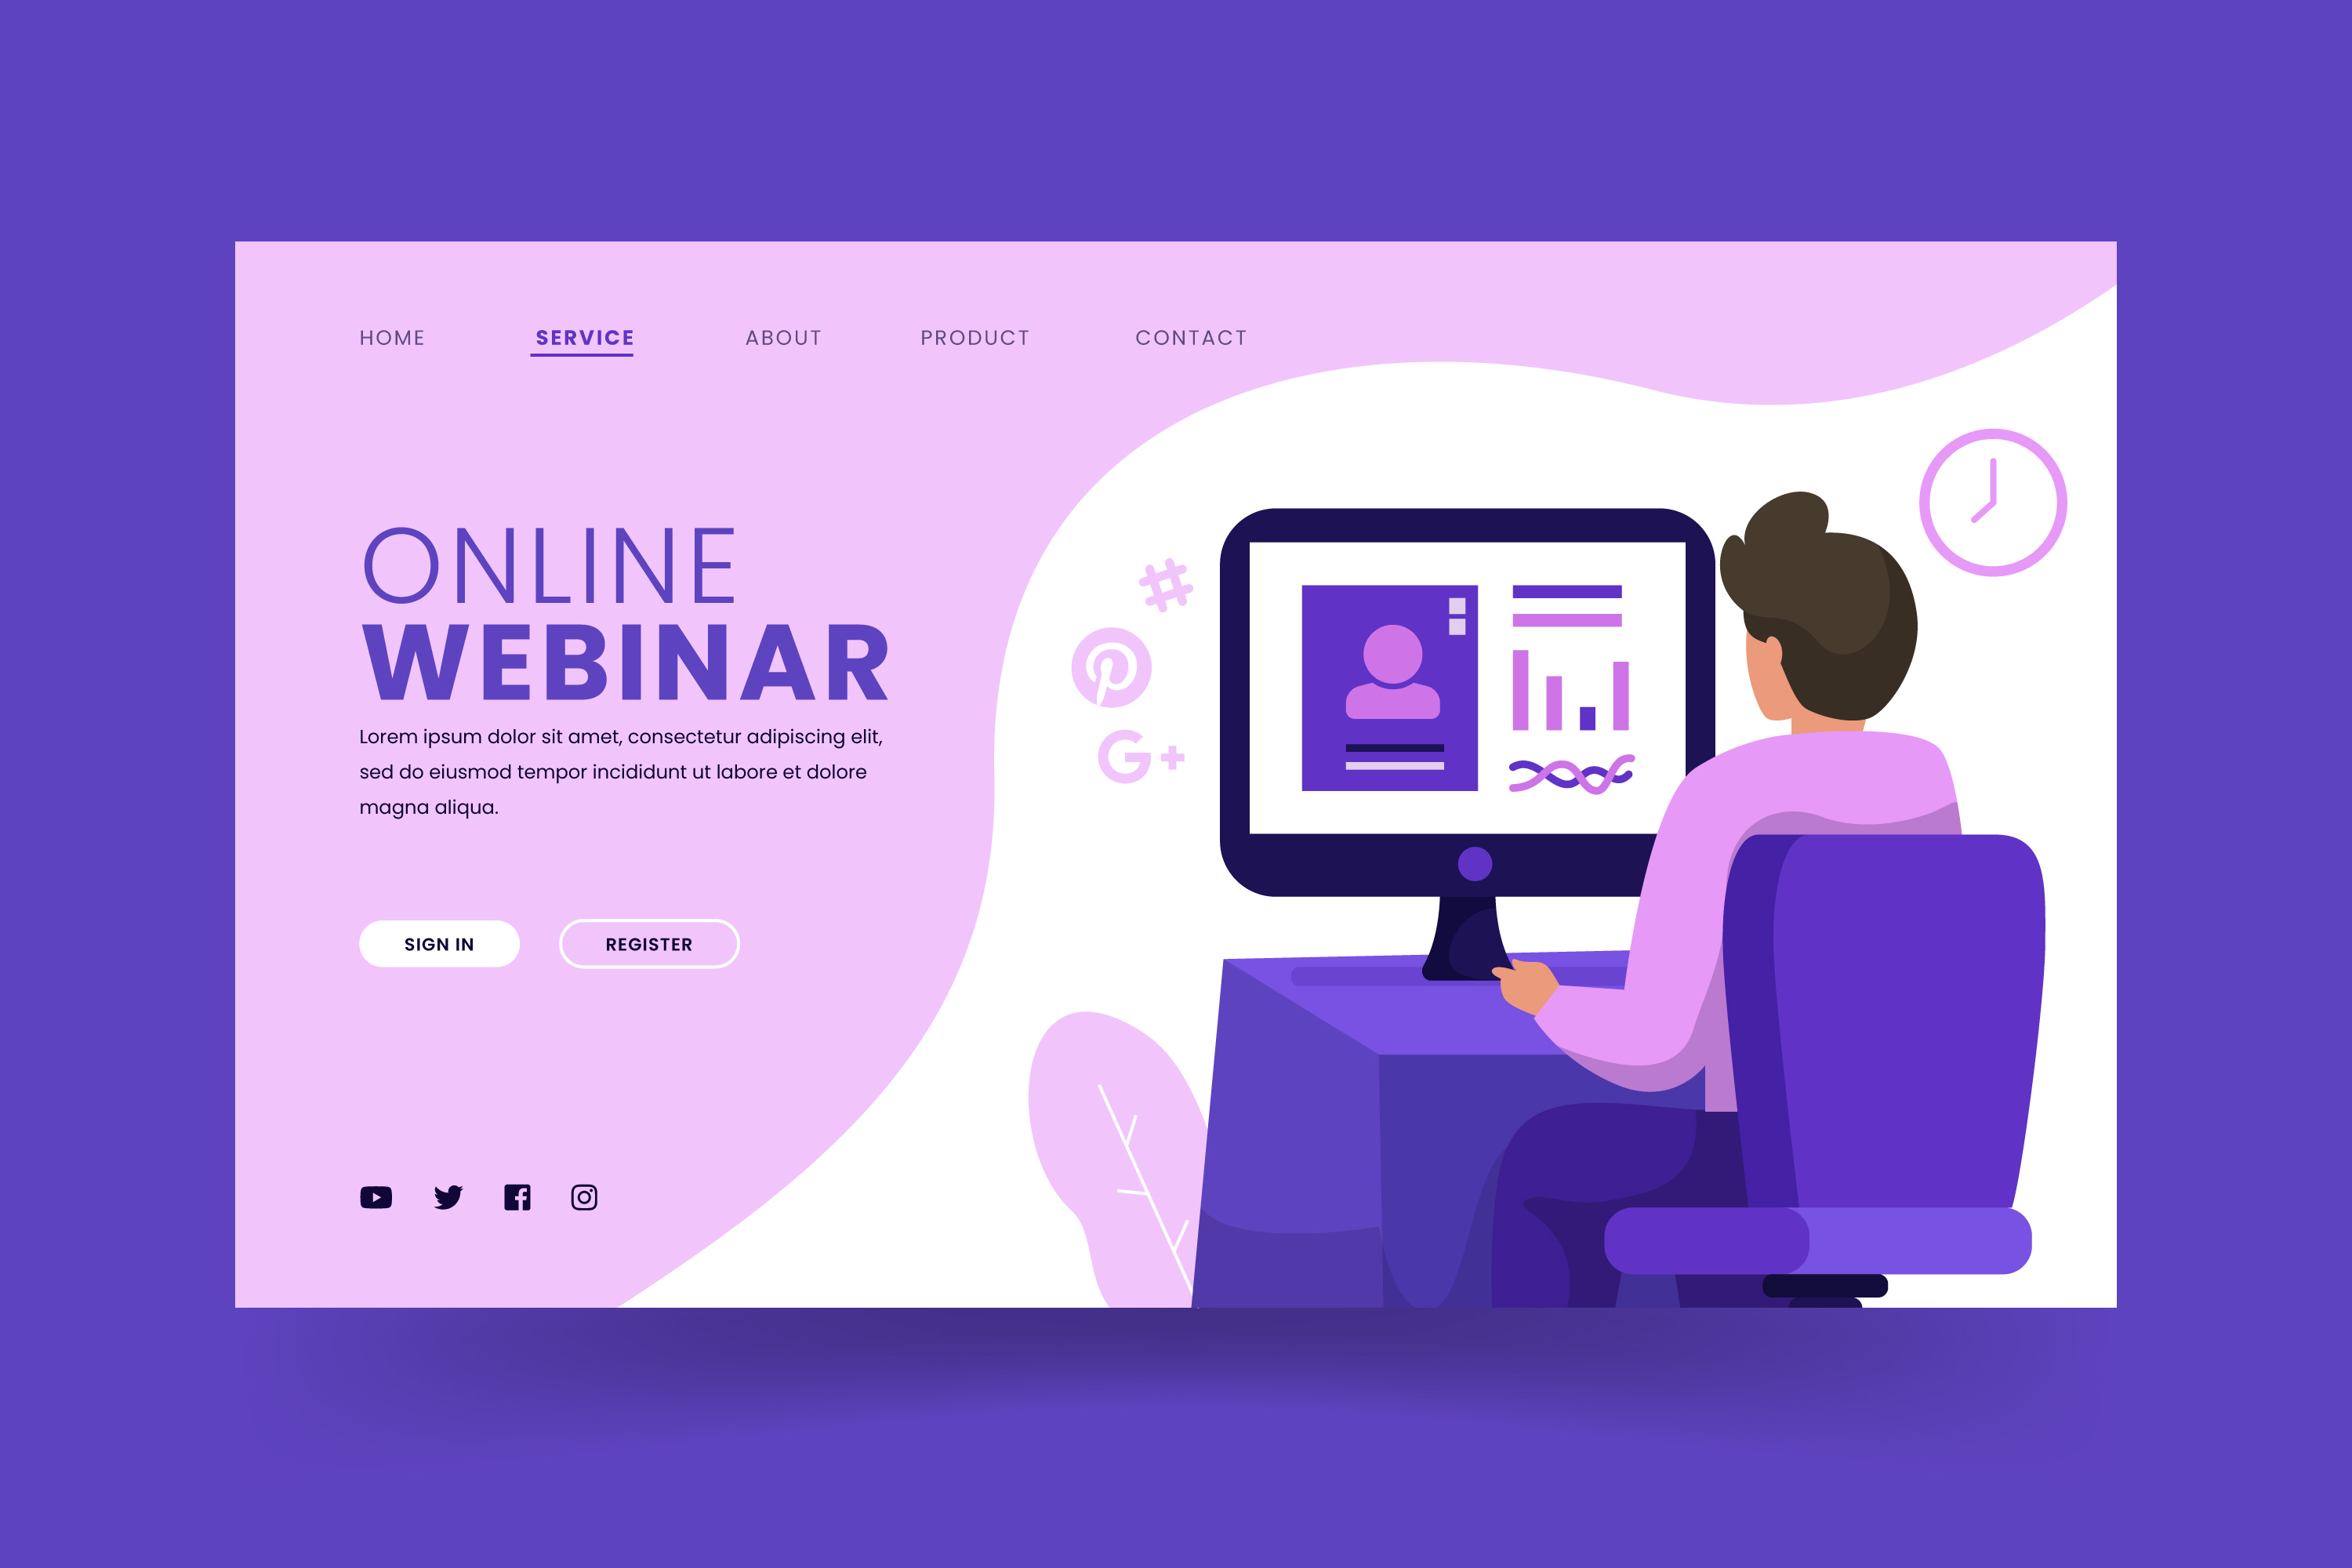 HOME SERVICE ABOUT PRODUCT CONTACT
ONLINE
WEBINAR
Lorem ipsum dolor sit amet, consectetur adipiscing elit,
sed do eiusmod tempor incididunt ut labore et dolore
magna aliqua.
SIGN IN REGISTER
#
G+